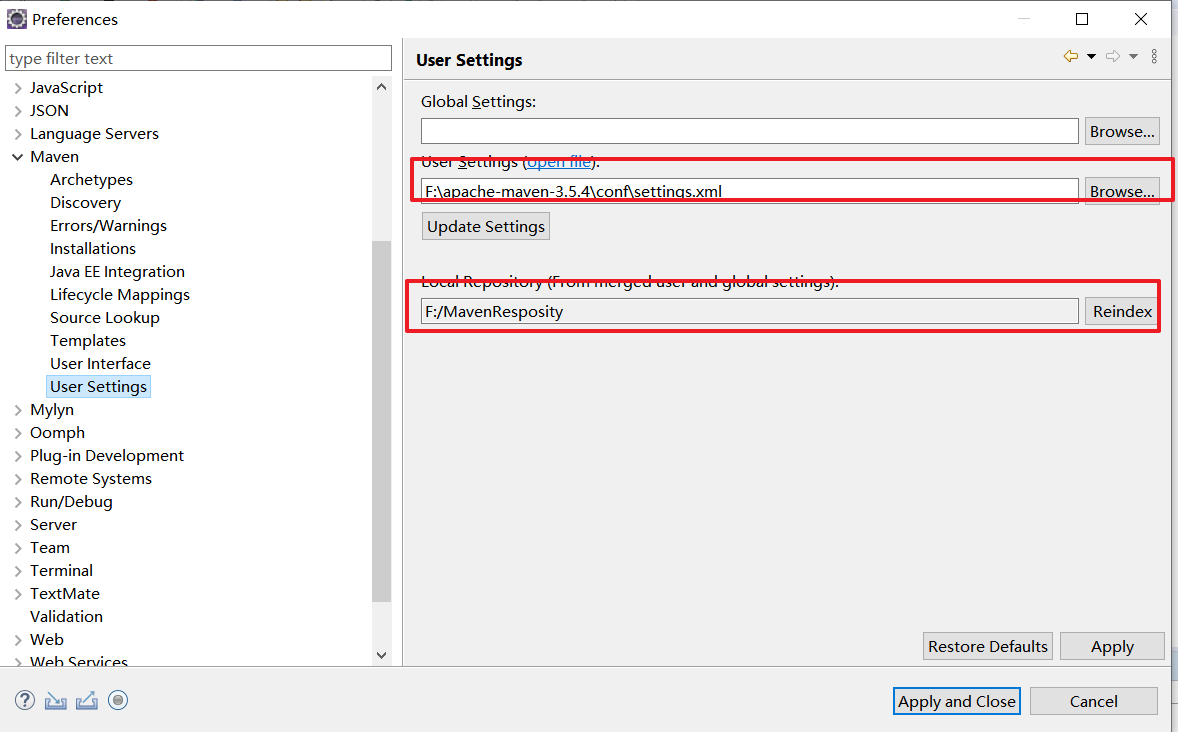 Preferences
type filter text
JavaScript
JSON
Language Servers
Maven
Archetypes
Discovery
Errors/Warnings
Installations
Java EE Integration
Lifecycle Mappings
Source Lookup
Templates
User Interface
User Settings
Mylyn
Oomph
Plug-in Development
Remote Systems
Run/Debug
Server
Team
Terminal
TextMate
Validation
Web
Web Services
User Settings
Global Settings:
Browse...
User Settings (open file):
F:\apache-maven-3.5.4\conf\settings.xml
Browse...
Update Settings
Local Repository (From merged user and global settings):
F:/MavenResposity
Reindex
Restore Defaults
Apply
Apply and Close
Cancel